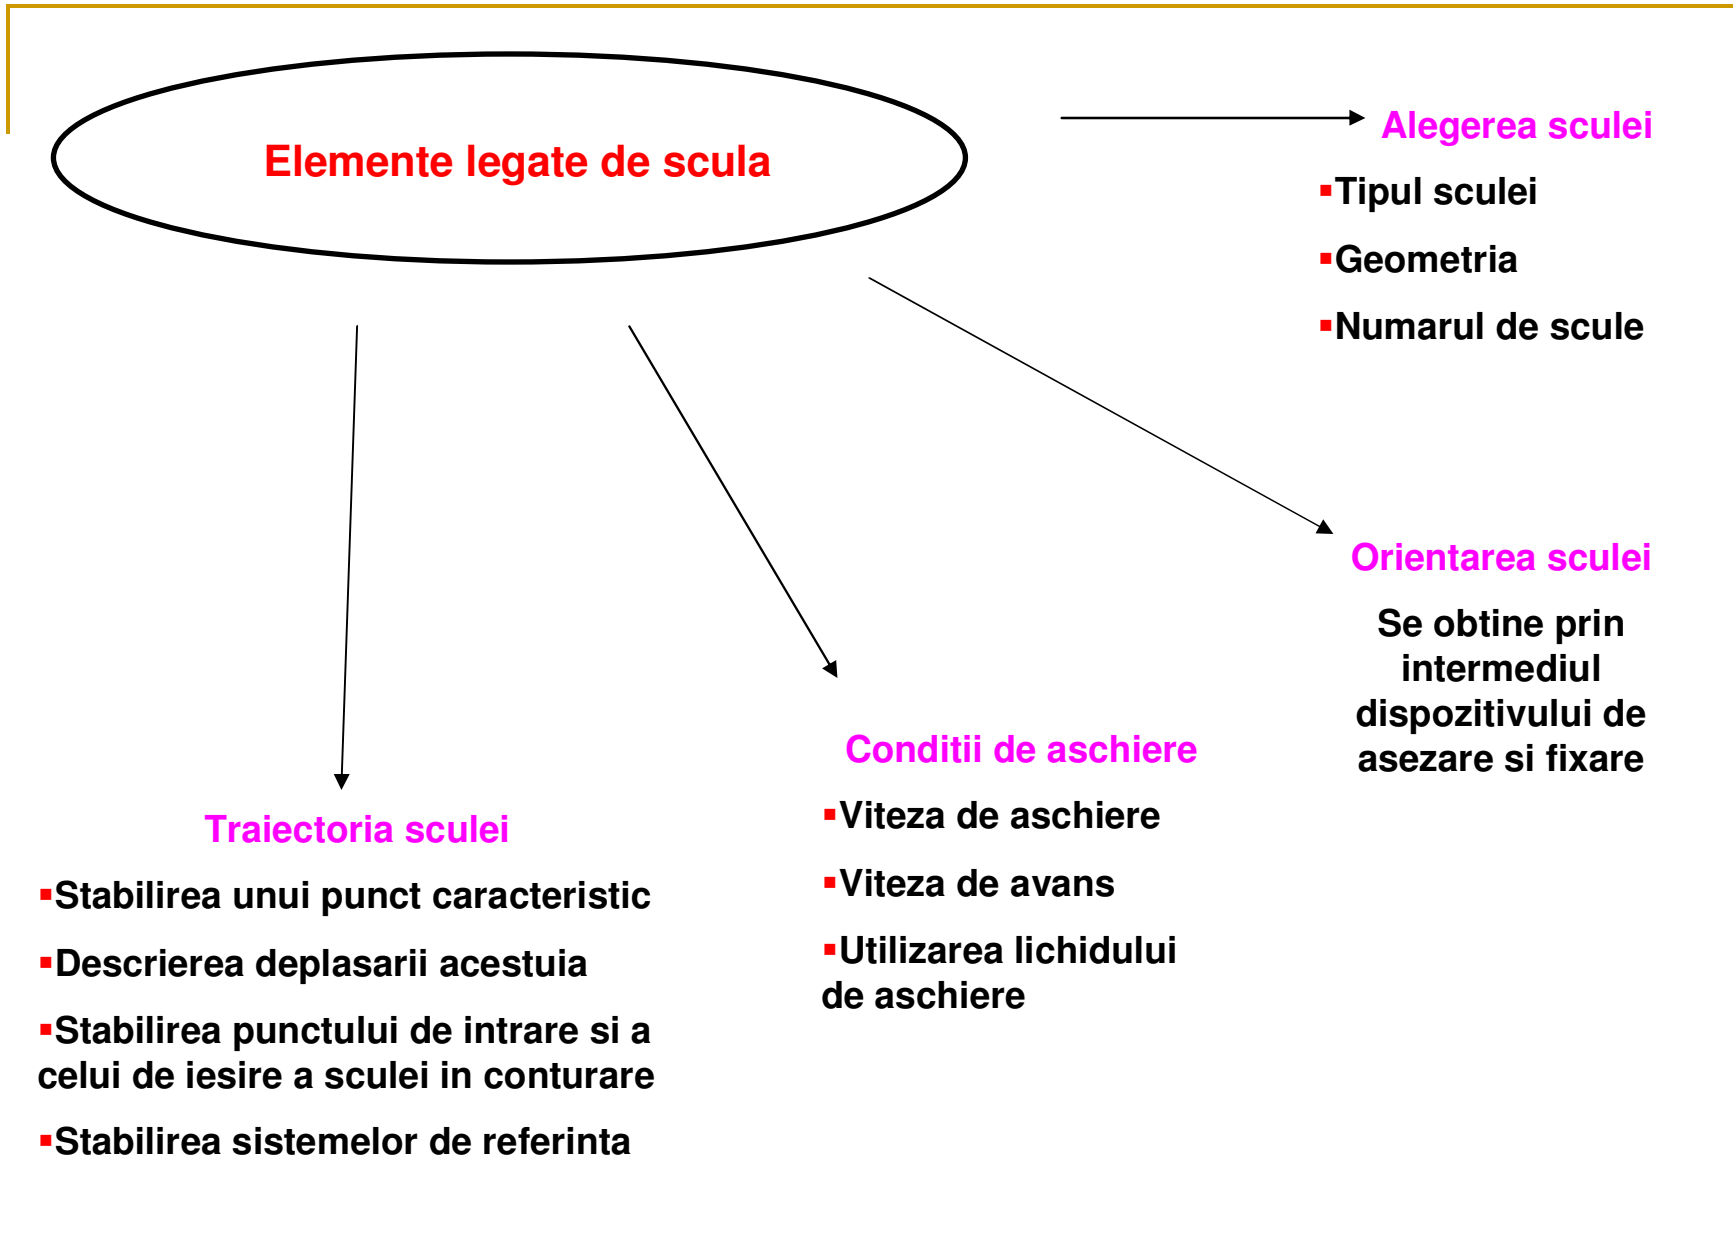 Elemente legate de scula
Alegerea sculei
▪Tipul sculei
▪Geometria
▪Numarul de scule
Orientarea sculei
Se obtine prin
intermediul
dispozitivului de
asezare si fixare
Conditii de aschiere
▪Viteza de aschiere
▪Viteza de avans
▪Utilizarea lichidului
de aschiere
Traiectoria sculei
▪Stabilirea unui punct caracteristic
▪Descrierea deplasarii acestuia
▪Stabilirea punctului de intrare si a
celui de iesire a sculei in conturare
▪Stabilirea sistemelor de referinta